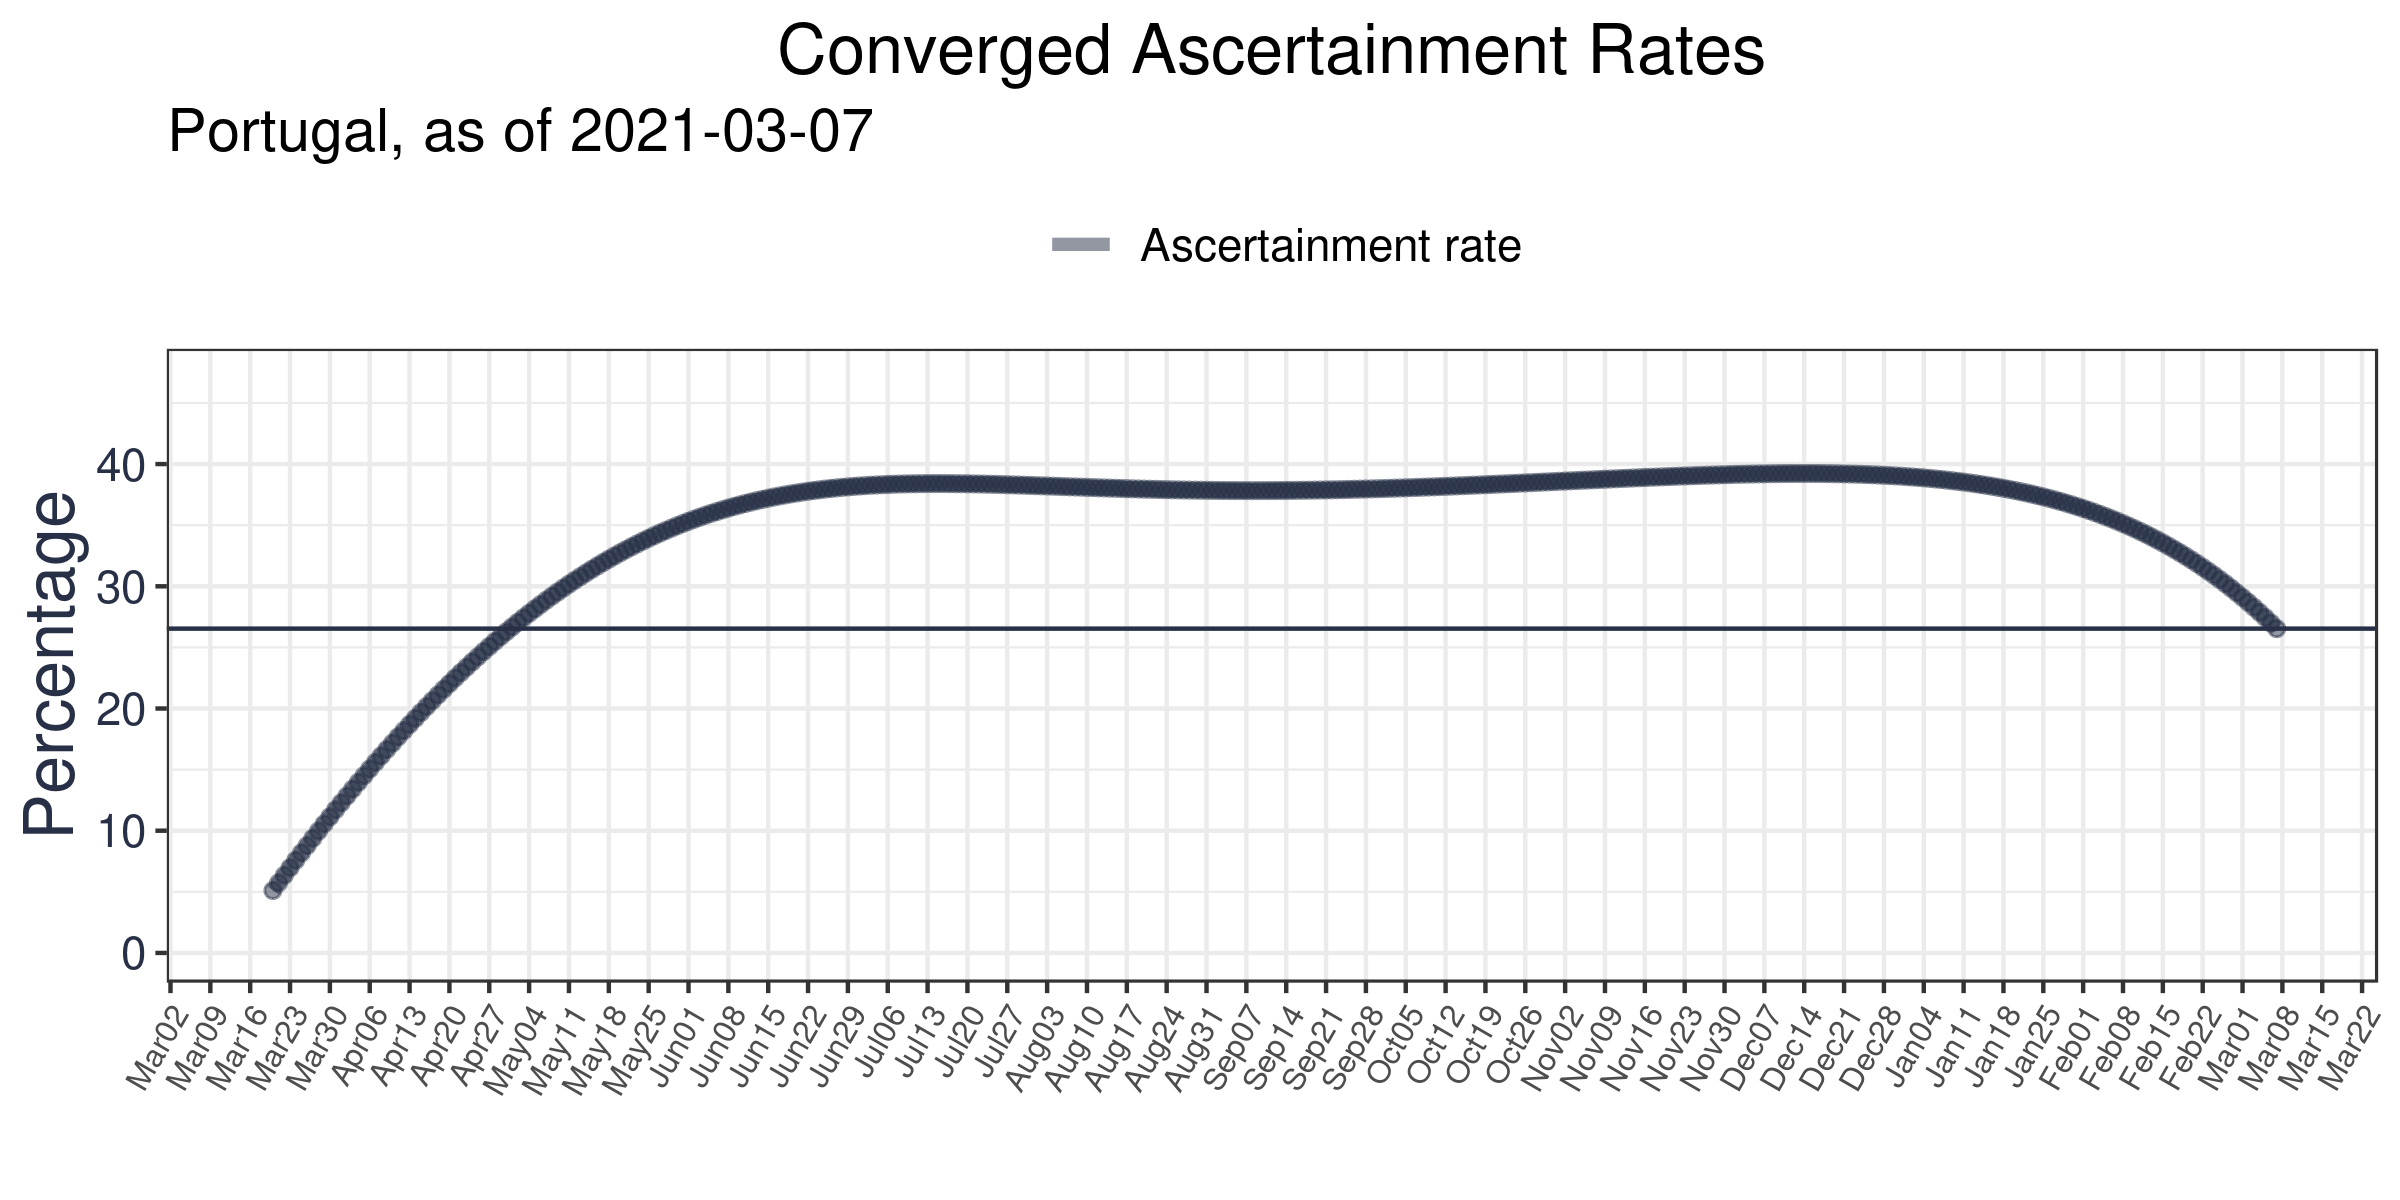 Converged Ascertainment Rates
Portugal, as of 2021-03-07
Ascertainment rate
Percentage
40
30
20
10
0
Mar02 Mar09 Mar16 Mar23 Mar30 Apr06 Apr13 Apr20 Apr27 May04 May11 May18 May25 Jun01 Jun08 Jun15 Jun22 Jun29 Jul06 Jul13 Jul20 Jul27 Aug03 Aug10 Aug17 Aug24 Aug31 Sep07 Sep14 Sep21 Sep28 Oct05 Oct12 Oct19 Oct26 Nov02 Nov09 Nov16 Nov23 Nov30 Dec07 Dec14 Dec21 Dec28 Jan04 Jan11 Jan18 Jan25 Feb01 Feb08 Feb15 Feb22 Mar01 Mar08 Mar15 Mar22